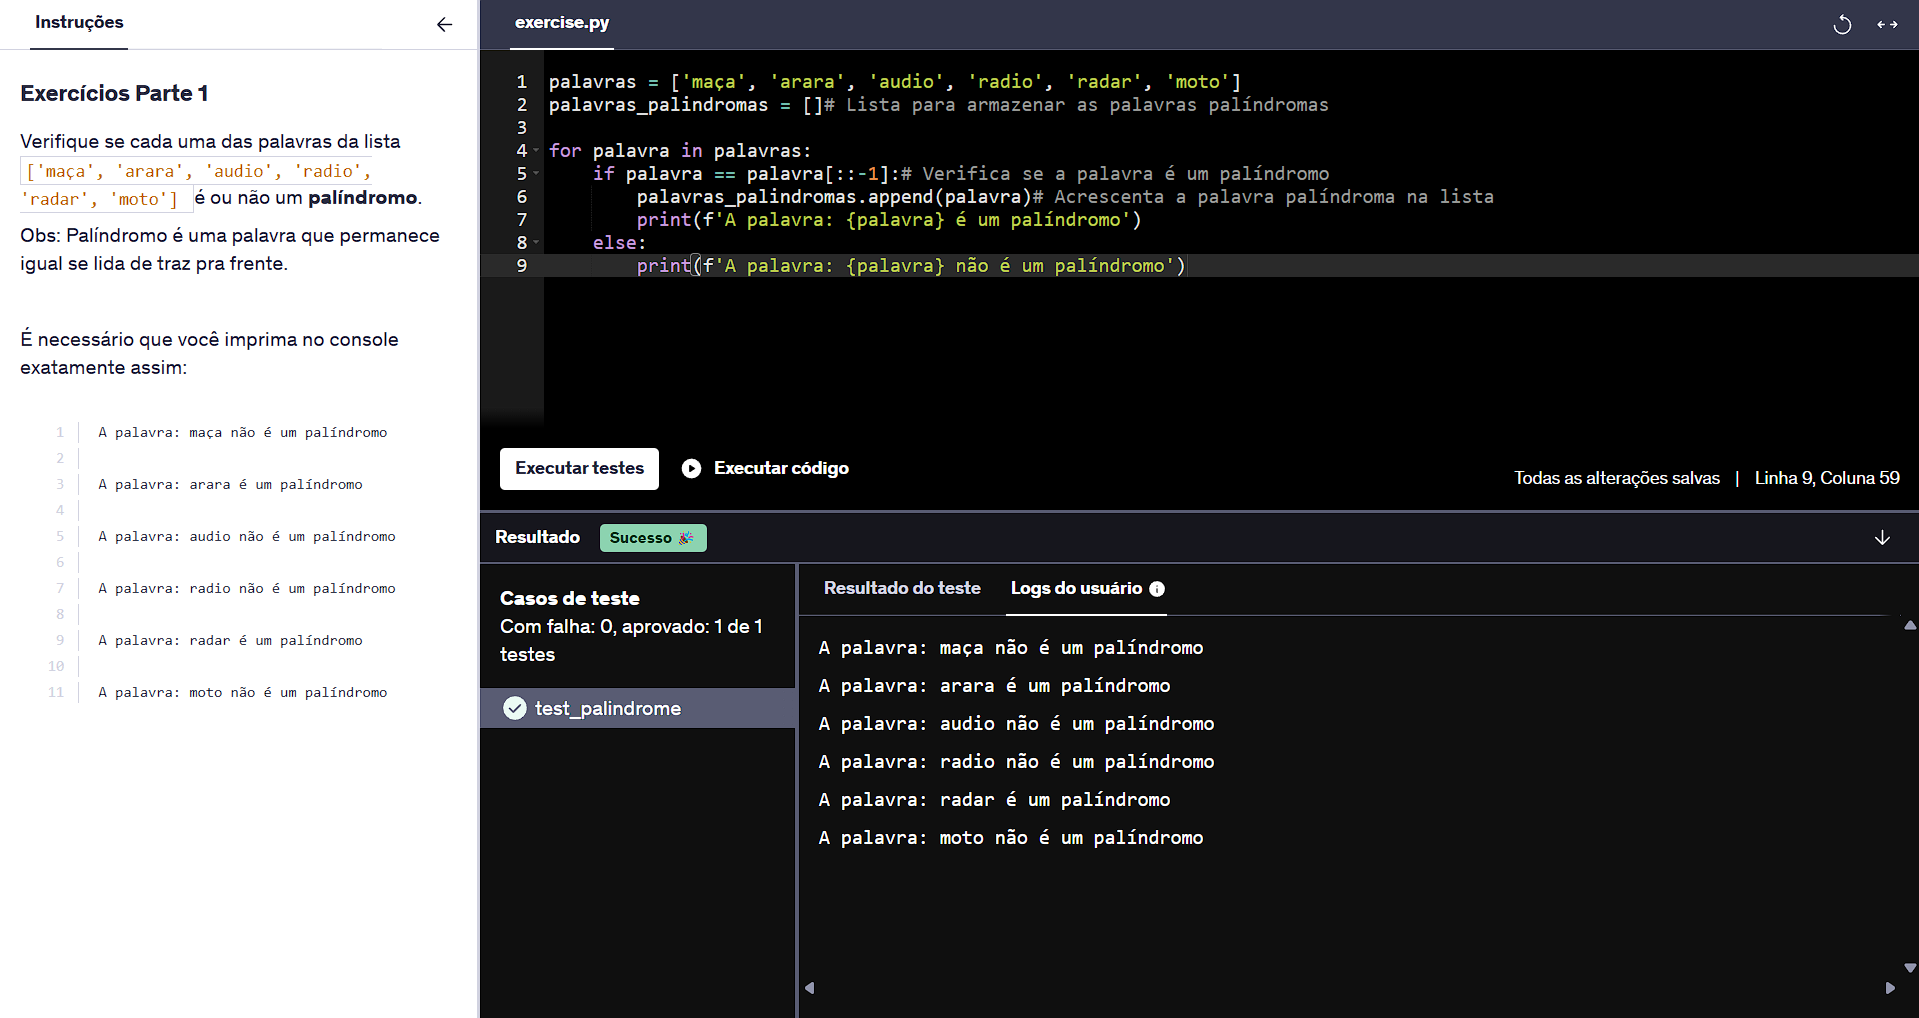 Instruções
Exercícios Parte 1
Verifique se cada uma das palavras da lista
['maça', 'arara', 'audio', 'radio',
'radar', 'moto'] é ou não um palíndromo.
Obs: Palíndromo é uma palavra que permanece
igual se lida de traz pra frente.
É necessário que você imprima no console
exatamente assim:
1 A palavra: maça não é um palíndromo
2
3 A palavra: arara é um palíndromo
4
5 A palavra: audio não é um palíndromo
6
7 A palavra: radio não é um palíndromo
8
9 A palavra: radar é um palíndromo
10
11 A palavra: moto não é um palíndromo
exercise.py
1 palavras = ['maça', 'arara', 'audio', 'radio', 'radar', 'moto']
2 palavras_palindromas = []# Lista para armazenar as palavras palíndromas
3
4 for palavra in palavras:
5 if palavra == palavra[::-1]:# Verifica se a palavra é um palíndromo
6 palavras_palindromas.append(palavra)# Acrescenta a palavra palíndroma na lista
7 print(f'A palavra: {palavra} é um palíndromo')
8 else:
9 print(f'A palavra: {palavra} não é um palíndromo')
Executar testes Executar código
Todas as alterações salvas | Linha 9, Coluna 59
Resultado Sucesso 🎉
Casos de teste
Com falha: 0, aprovado: 1 de 1
testes
test_palindrome
Resultado do teste Logs do usuário
A palavra: maça não é um palíndromo
A palavra: arara é um palíndromo
A palavra: audio não é um palíndromo
A palavra: radio não é um palíndromo
A palavra: radar é um palíndromo
A palavra: moto não é um palíndromo